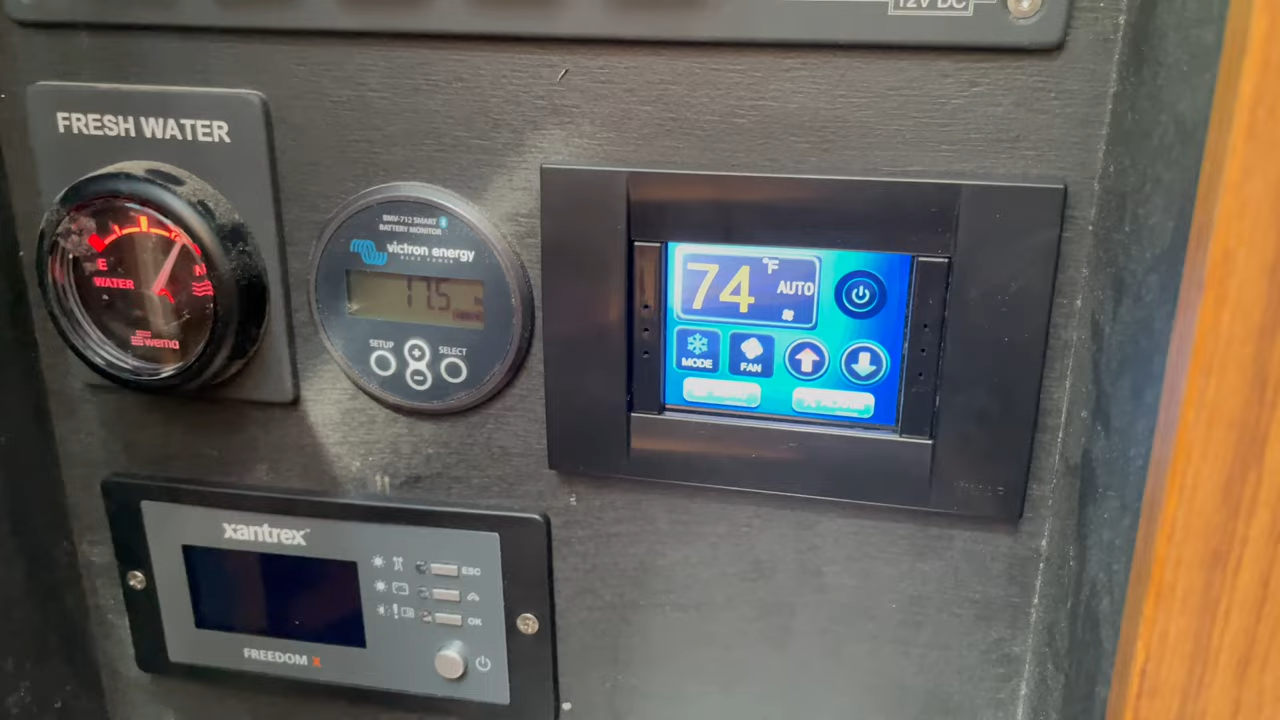 12V DC
FRESH WATER
E
WATER
wema
BMV-712 SMART
BATTERY MONITOR
victron energy
BLUE POWER
SETUP
SELECT
74 °F
AUTO
MODE
FAN
xantrex
ESC
OK
FREEDOM X